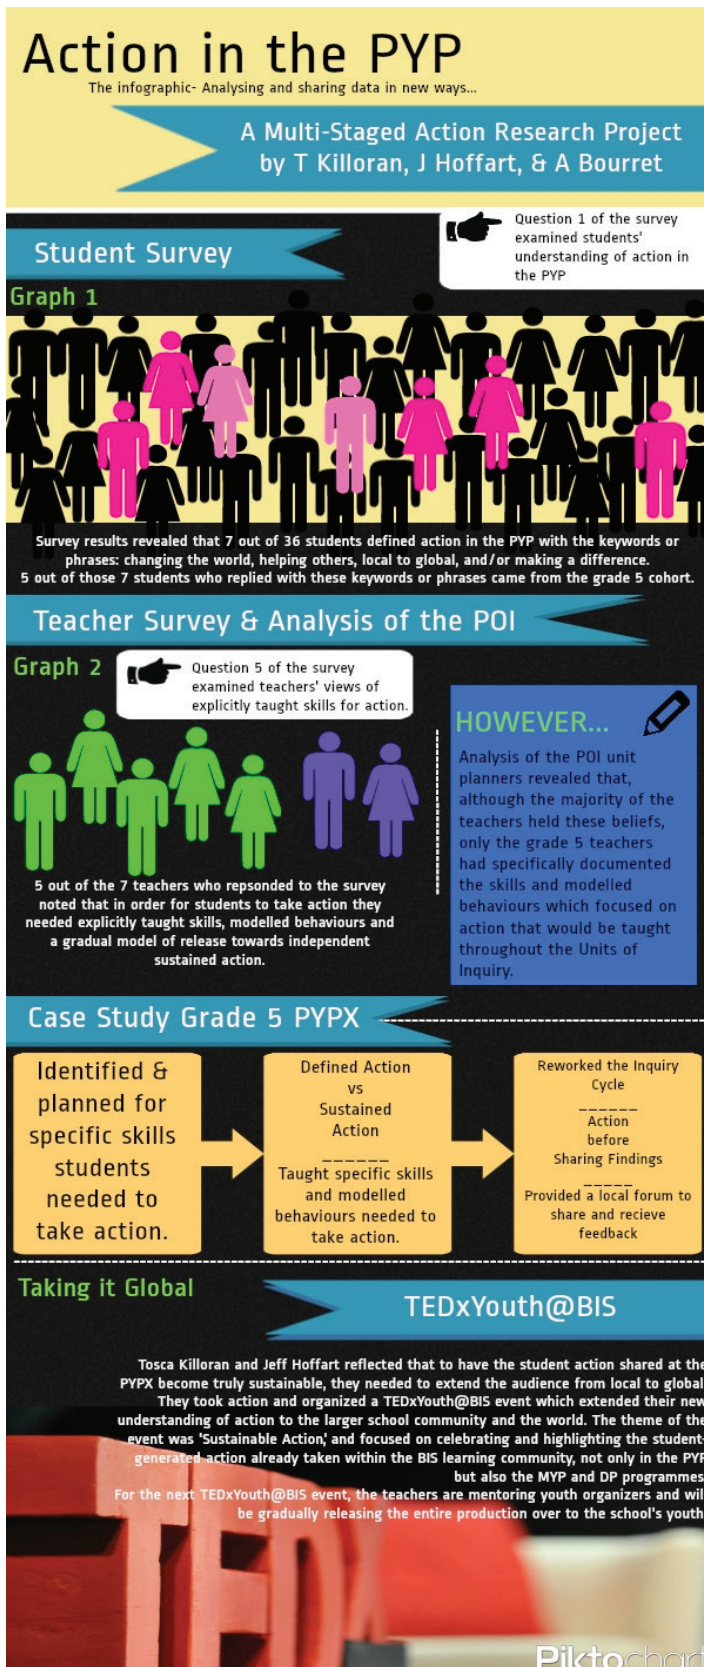 Action in the PYP
The infographic- Analysing and sharing data in new ways...
A Multi-Staged Action Research Project
by T Killoran, J Hoffart, & A Bourret
Question 1 of the survey
examined students'
understanding of action in
the PYP
Student Survey
Graph 1
Survey results revealed that 7 out of 36 students defined action in the PYP with the keywords or
phrases: changing the world, helping others, local to global, and/or making a difference.
5 out of those 7 students who replied with these keywords or phrases came from the grade 5 cohort.
Teacher Survey & Analysis of the POI
Graph 2
Question 5 of the survey
examined teachers' views of
explicitly taught skills for action.
5 out of the 7 teachers who repsonded to the survey
noted that in order for students to take action they
needed explicitly taught skills, modelled behaviours and
a gradual model of release towards independent
sustained action.
HOWEVER...
Analysis of the POI unit
planners revealed that,
although the majority of the
teachers held these beliefs,
only the grade 5 teachers
had specifically documented
the skills and modelled
behaviours which focused on
action that would be taught
throughout the Units of
Inquiry.
Case Study Grade 5 PYPX
Identified &
planned for
specific skills
students
needed to
take action.
Defined Action
vs
Sustained
Action
______
Taught specific skills
and modelled
behaviours needed to
take action.
Reworked the Inquiry
Cycle
______
Action
before
Sharing Findings
_____
Provided a local forum to
share and recieve
feedback
Taking it Global
TEDxYouth@BIS
Tosca Killoran and Jeff Hoffart reflected that to have the student action shared at the
PYPX become truly sustainable, they needed to extend the audience from local to global
They took action and organized a TEDxYouth@BIS event which extended their new
understanding of action to the larger school community and the world. The theme of the
event was 'Sustainable Action,' and focused on celebrating and highlighting the student-
generated action already taken within the BIS learning community, not only in the PYP
but also the MYP and DP programmes
For the next TEDxYouth@BIS event, the teachers are mentoring youth organizers and wil
be gradually releasing the entire production over to the school's youth
TEDx
Piktochart